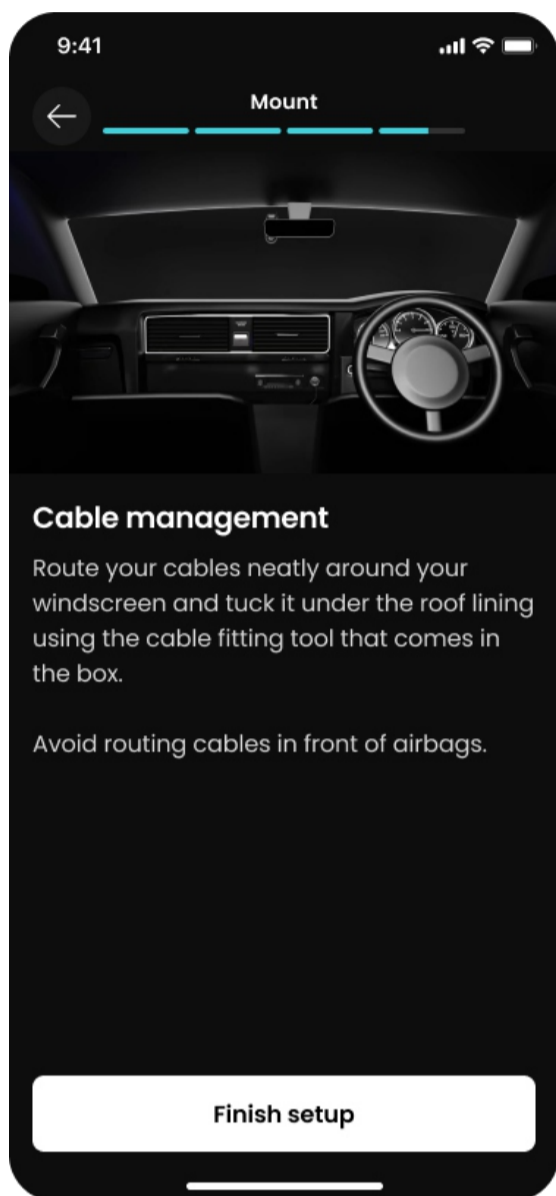 9:41
Mount
Cable management
Route your cables neatly around your
windscreen and tuck it under the roof lining
using the cable fitting tool that comes in
the box.
Avoid routing cables in front of airbags.
Finish setup